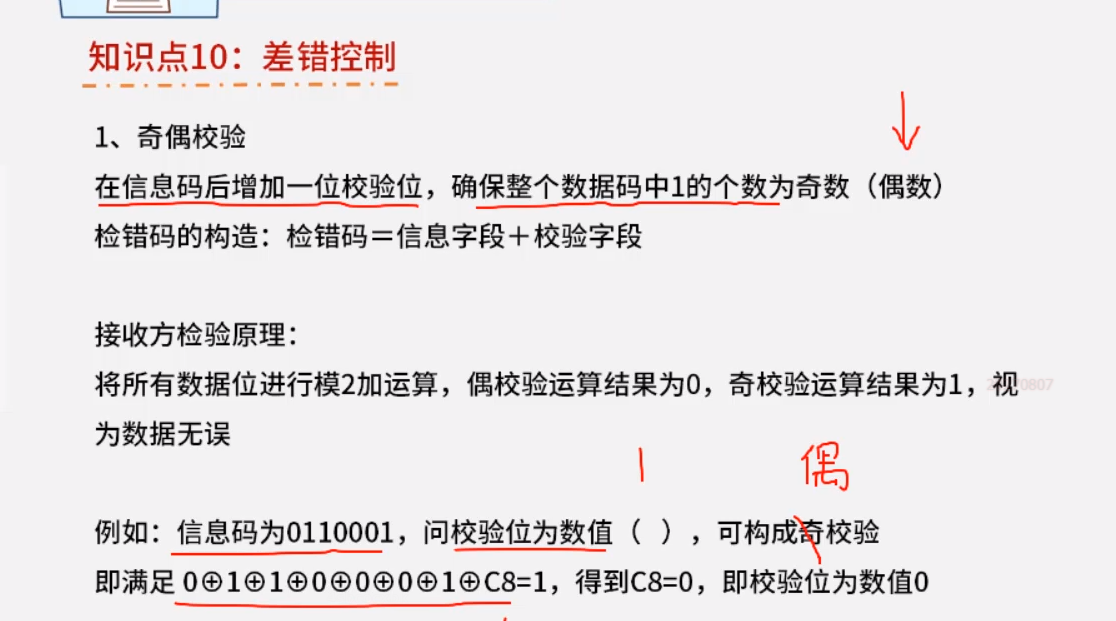 知识点10：差错控制
1、奇偶校验
在信息码后增加一位校验位，确保整个数据码中1的个数为奇数（偶数）
检错码的构造：检错码＝信息字段＋校验字段
接收方检验原理：
将所有数据位进行模2加运算，偶校验运算结果为0，奇校验运算结果为1，视
为数据无误
1 偶
例如：信息码为0110001，问校验位为数值（ ），可构成奇校验
即满足 0⊕1⊕1⊕0⊕0⊕0⊕1⊕C8=1，得到C8=0，即校验位为数值0